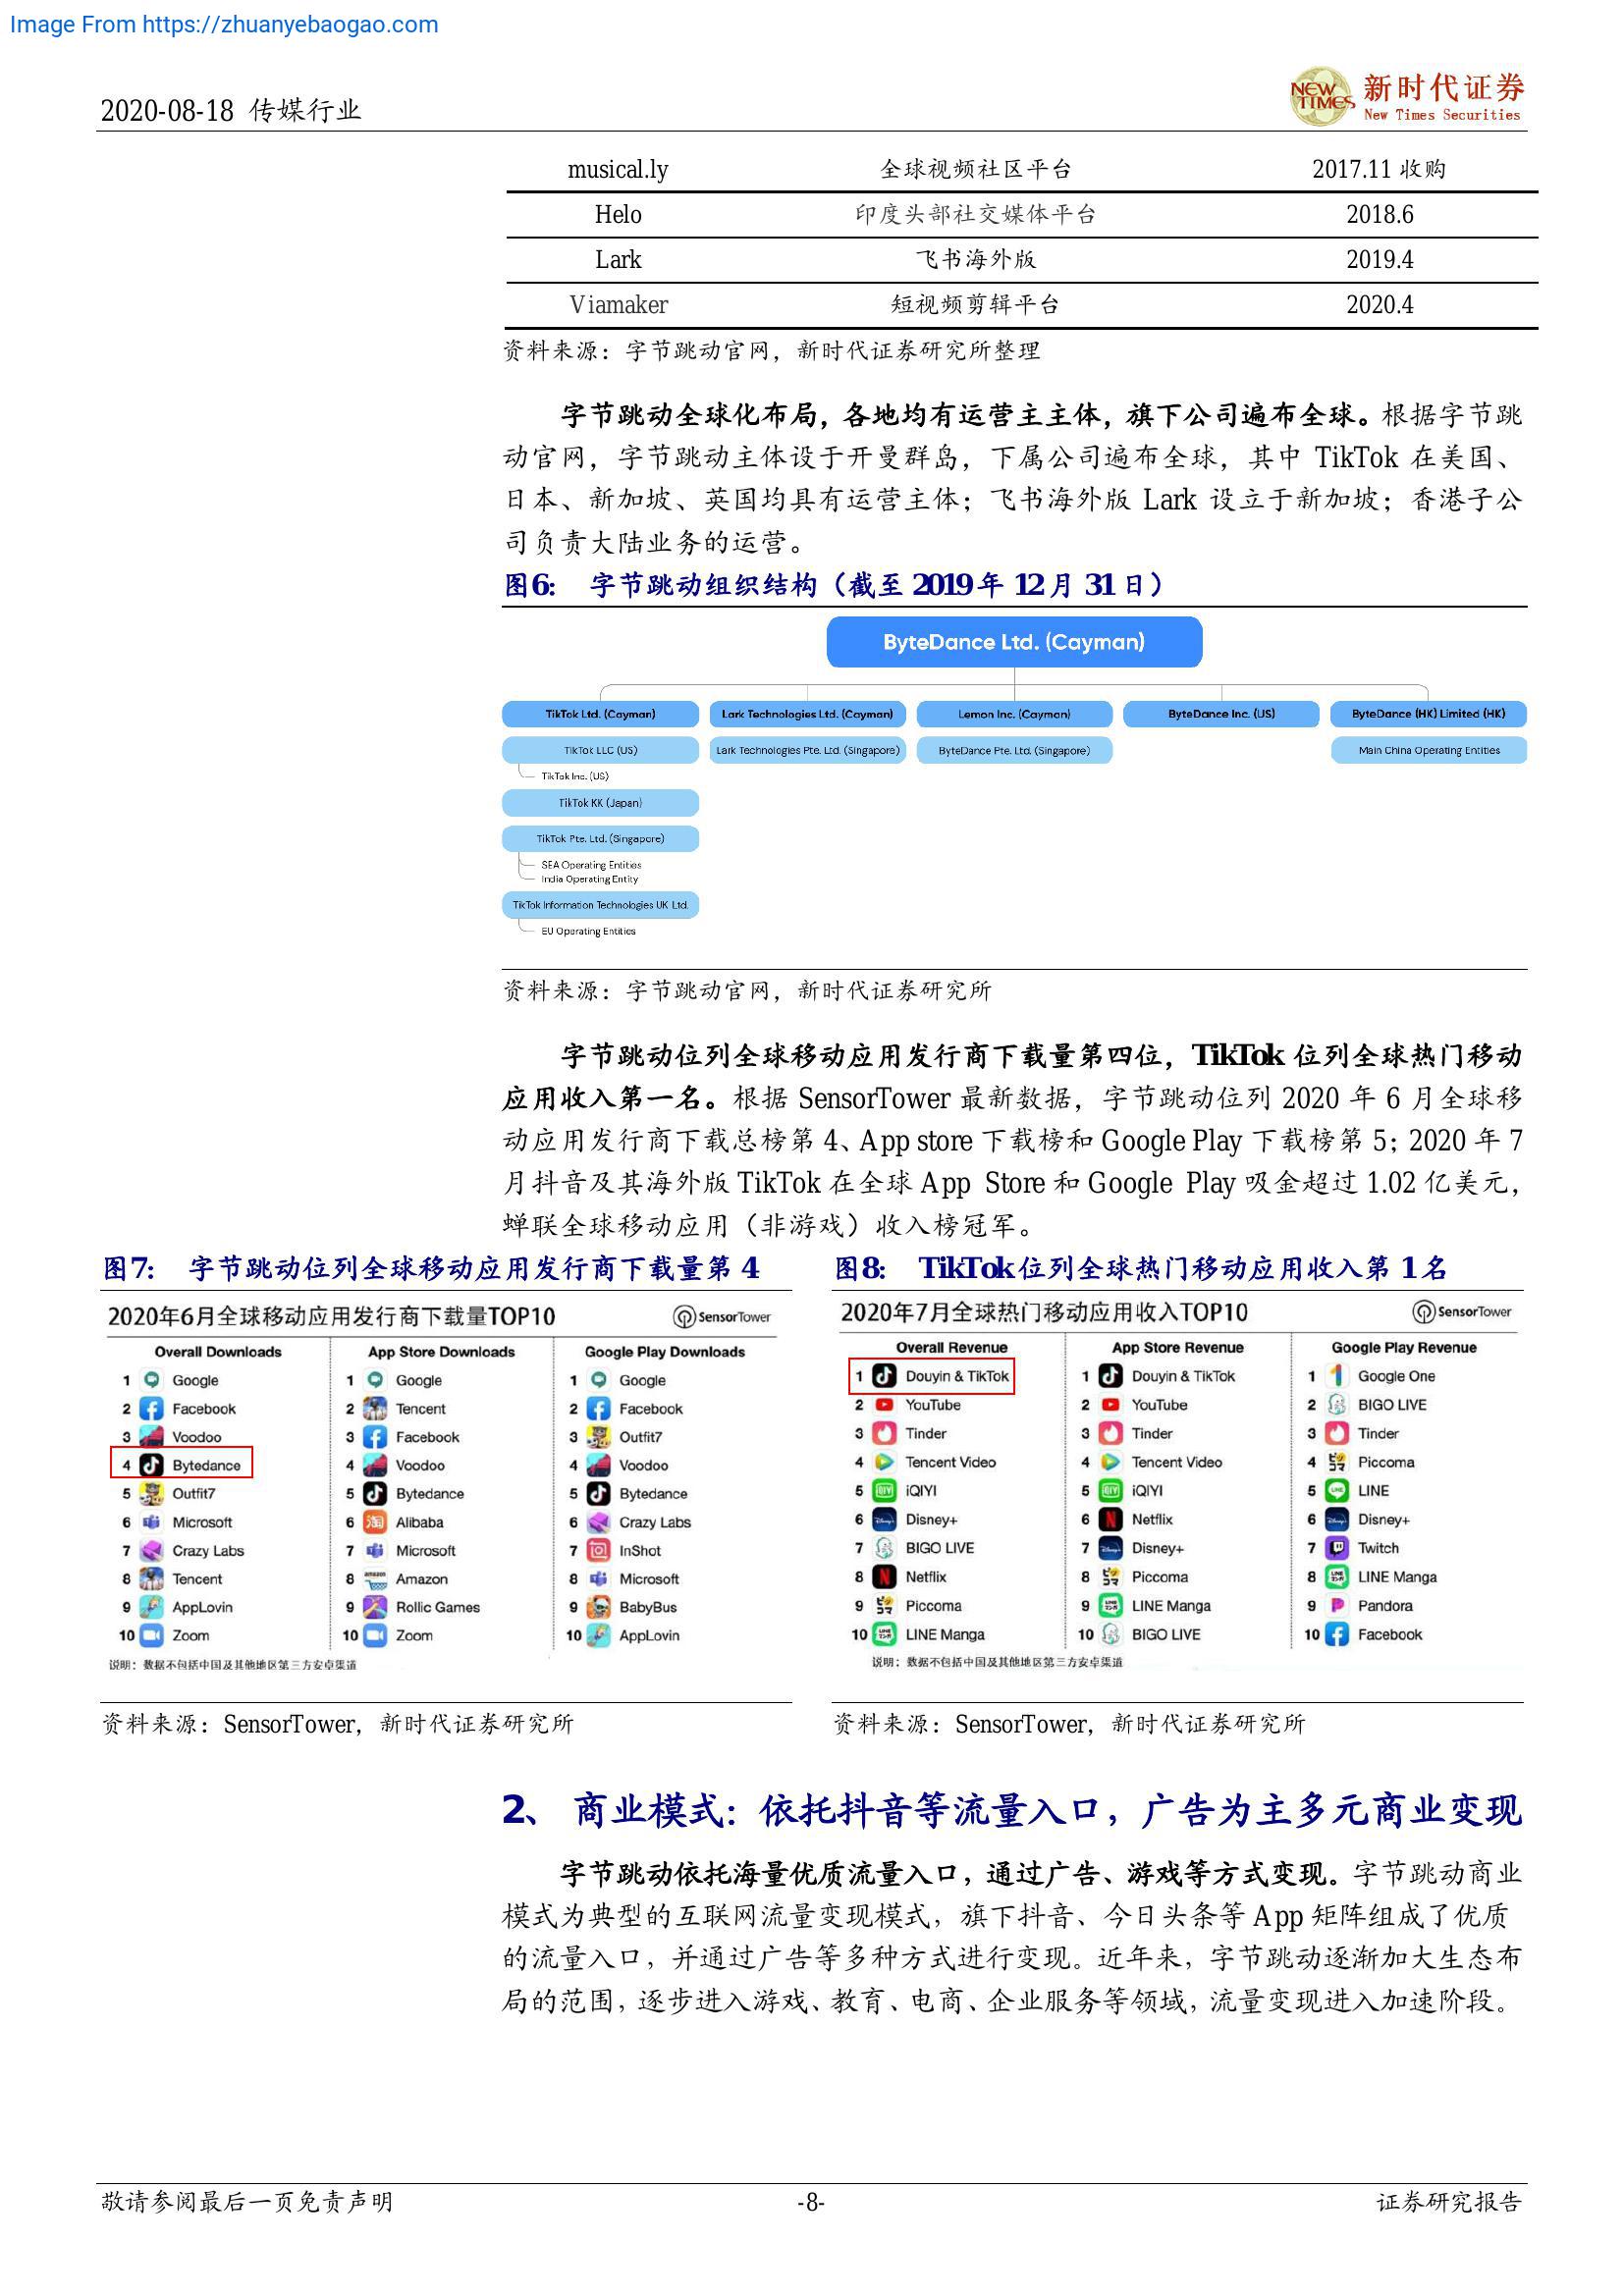 Image From https://zhuanyebaogao.com
2020-08-18 传媒行业
NEW TIMES 新时代证券
New Times Securities
musical.ly 全球视频社区平台 2017.11 收购
Helo 印度头部社交媒体平台 2018.6
Lark 飞书海外版 2019.4
Viamaker 短视频剪辑平台 2020.4
资料来源：字节跳动官网，新时代证券研究所整理
字节跳动全球化布局，各地均有运营主主体，旗下公司遍布全球。根据字节跳
动官网，字节跳动主体设于开曼群岛，下属公司遍布全球，其中 TikTok 在美国、
日本、新加坡、英国均具有运营主体；飞书海外版 Lark 设立于新加坡；香港子公
司负责大陆业务的运营。
图6： 字节跳动组织结构（截至 2019 年 12 月 31 日）
ByteDance Ltd. (Cayman)
TikTok Ltd. (Cayman) Lark Technologies Ltd. (Cayman) Lemon Inc. (Cayman) ByteDance Inc. (US) ByteDance (HK) Limited (HK)
TikTok LLC (US) Lark Technologies Pte. Ltd. (Singapore) ByteDance Pte. Ltd. (Singapore) Main China Operating Entities
TikTok Inc. (US)
TikTok KK (Japan)
TikTok Pte. Ltd. (Singapore)
SEA Operating Entities
India Operating Entity
TikTok Information Technologies UK Ltd.
EU Operating Entities
资料来源：字节跳动官网，新时代证券研究所
字节跳动位列全球移动应用发行商下载量第四位，TikTok 位列全球热门移动
应用收入第一名。根据 SensorTower 最新数据，字节跳动位列 2020 年 6 月全球移
动应用发行商下载总榜第 4、App store 下载榜和 Google Play 下载榜第 5；2020 年 7
月抖音及其海外版 TikTok 在全球 App Store 和 Google Play 吸金超过 1.02 亿美元，
蝉联全球移动应用（非游戏）收入榜冠军。
图7： 字节跳动位列全球移动应用发行商下载量第 4
2020年6月全球移动应用发行商下载量TOP10 SensorTower
Overall Downloads App Store Downloads Google Play Downloads
1 Google 1 Google 1 Google
2 Facebook 2 Tencent 2 Facebook
3 Voodoo 3 Facebook 3 Outfit7
4 Bytedance 4 Voodoo 4 Voodoo
5 Outfit7 5 Bytedance 5 Bytedance
6 Microsoft 6 Alibaba 6 Crazy Labs
7 Crazy Labs 7 Microsoft 7 InShot
8 Tencent 8 Amazon 8 Microsoft
9 AppLovin 9 Rollic Games 9 BabyBus
10 Zoom 10 Zoom 10 AppLovin
说明：数据不包括中国及其他地区第三方安卓渠道
资料来源：SensorTower，新时代证券研究所
图8： TikTok 位列全球热门移动应用收入第 1 名
2020年7月全球热门移动应用收入TOP10 SensorTower
Overall Revenue App Store Revenue Google Play Revenue
1 Douyin & TikTok 1 Douyin & TikTok 1 Google One
2 YouTube 2 YouTube 2 BIGO LIVE
3 Tinder 3 Tinder 3 Tinder
4 Tencent Video 4 Tencent Video 4 Piccoma
5 iQIYI 5 iQIYI 5 LINE
6 Disney+ 6 Netflix 6 Disney+
7 BIGO LIVE 7 Disney+ 7 Twitch
8 Netflix 8 Piccoma 8 LINE Manga
9 Piccoma 9 LINE Manga 9 Pandora
10 LINE Manga 10 BIGO LIVE 10 Facebook
说明：数据不包括中国及其他地区第三方安卓渠道
资料来源：SensorTower，新时代证券研究所
2、 商业模式：依托抖音等流量入口，广告为主多元商业变现
字节跳动依托海量优质流量入口，通过广告、游戏等方式变现。字节跳动商业
模式为典型的互联网流量变现模式，旗下抖音、今日头条等 App 矩阵组成了优质
的流量入口，并通过广告等多种方式进行变现。近年来，字节跳动逐渐加大生态布
局的范围，逐步进入游戏、教育、电商、企业服务等领域，流量变现进入加速阶段。
敬请参阅最后一页免责声明 -8- 证券研究报告